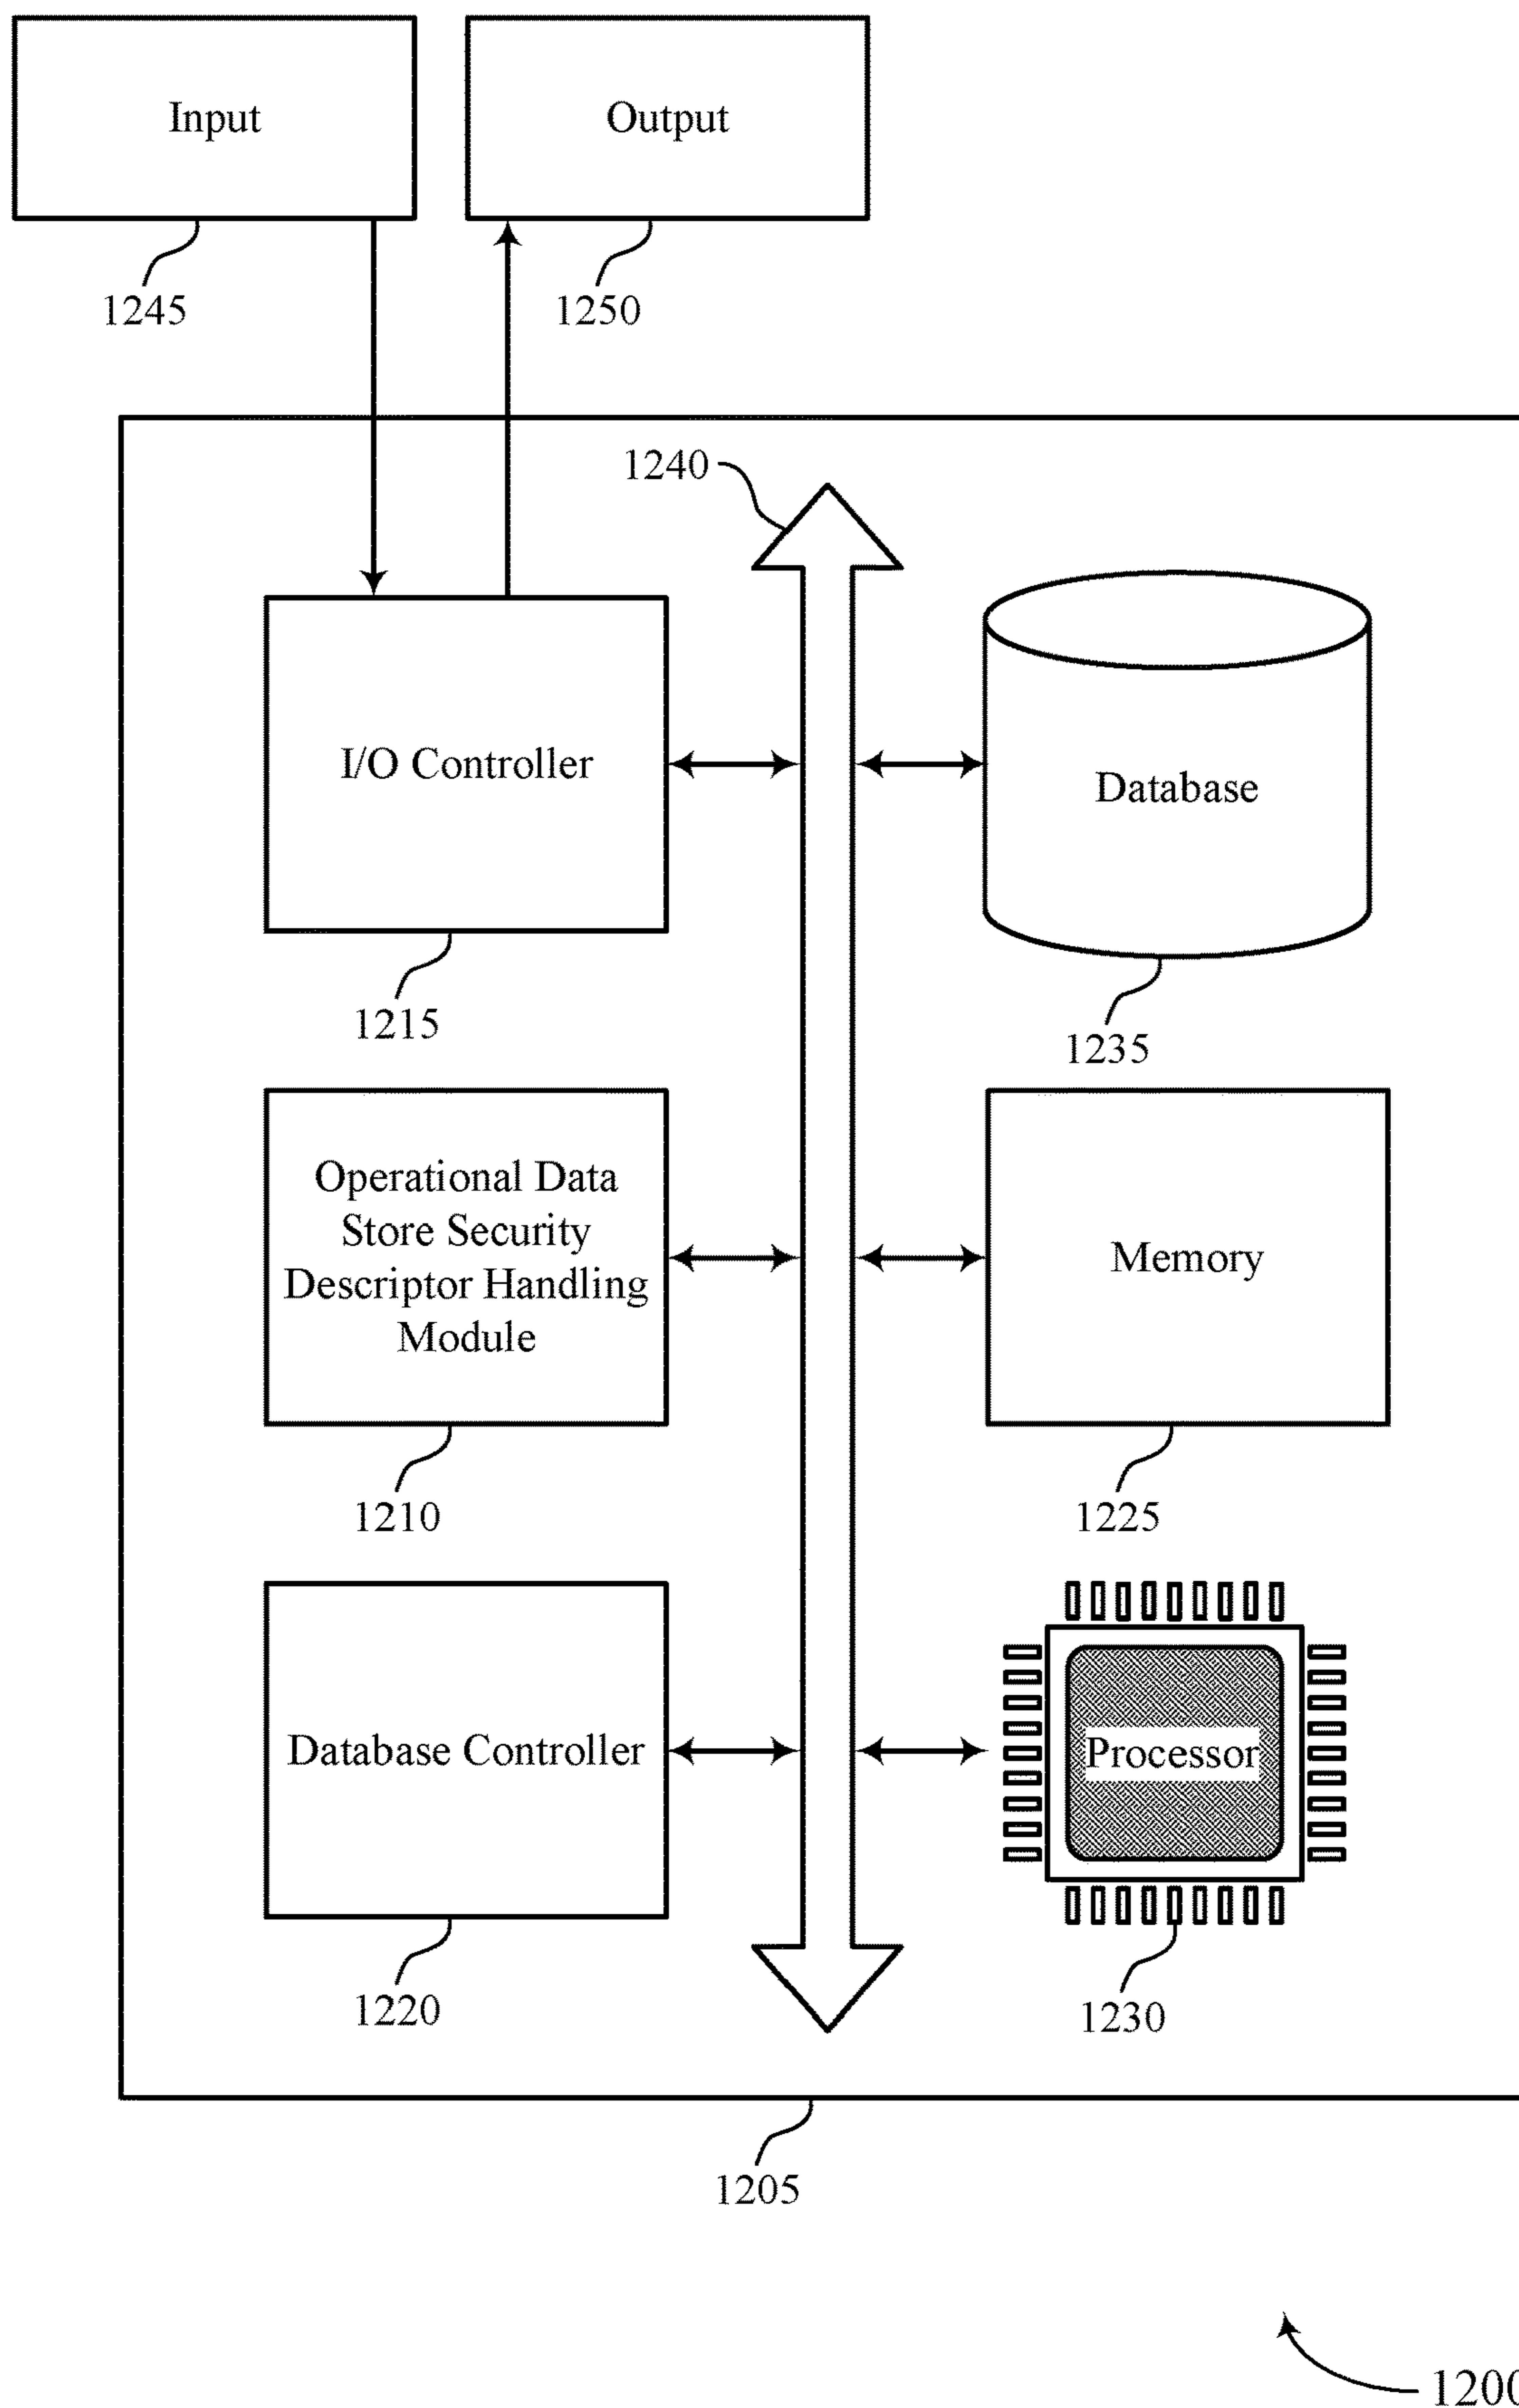 Input
Output
1245
1250
1240
I/O Controller
Database
1215
1235
Operational Data
Store Security
Descriptor Handling
Module
Memory
1210
1225
Database Controller
Processor
1220
1230
1205
1200